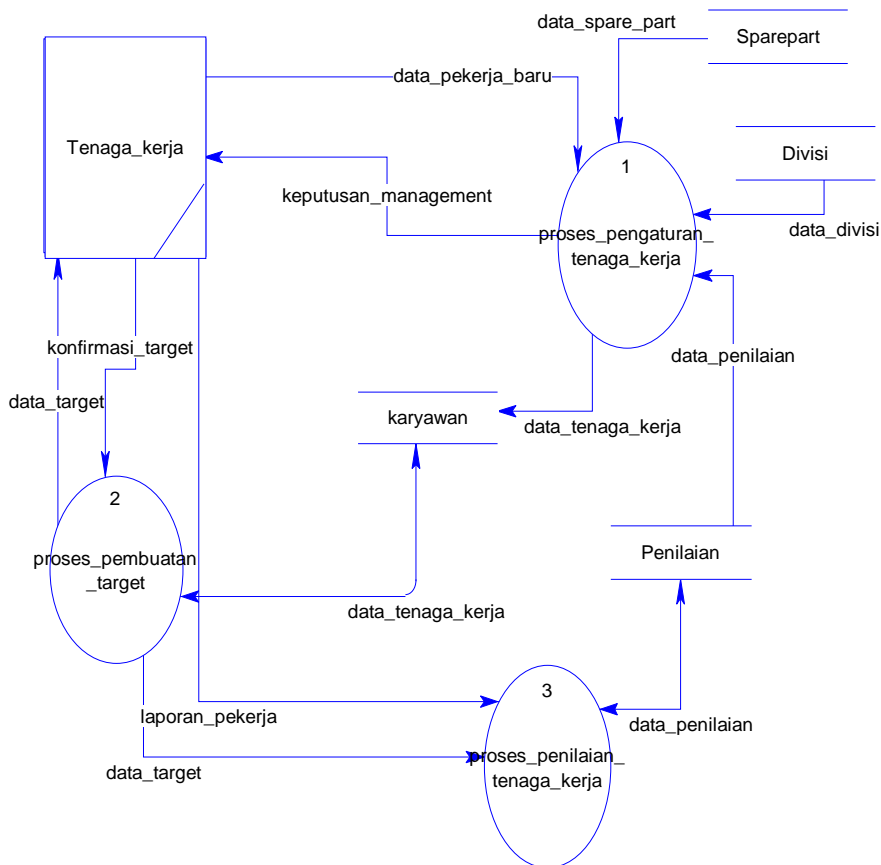 data_spare_part
Sparepart
data_pekerja_baru
Tenaga_kerja
Divisi
1
keputusan_management
proses_pengaturan_
tenaga_kerja
data_divisi
konfirmasi_target
data_penilaian
data_target
karyawan
data_tenaga_kerja
2
proses_pembuatan
_target
Penilaian
data_tenaga_kerja
3
laporan_pekerja
data_penilaian
proses_penilaian_
tenaga_kerja
data_target